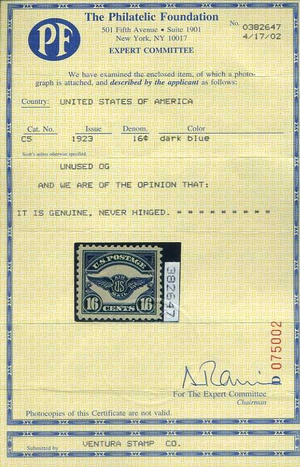 The Philatelic Foundation
501 Fifth Avenue • Suite 1901
New York, NY 10017
EXPERT COMMITTEE
PF
No. 0382647
4/17/02
We have examined the enclosed item, of which a photo-
graph is attached, and described by the applicant as follows:
Country: UNITED STATES OF AMERICA
Cat. No. Issue Denom. Color
C5 1923 16¢ dark blue
Scott's unless otherwise specified.
UNUSED OG
AND WE ARE OF THE OPINION THAT:
IT IS GENUINE, NEVER HINGED. = = = = = = = = =
U.S. POSTAGE
AIR
US
MAIL
16 16
CENTS
382647
075002
For The Expert Committee
Chairman
Photocopies of this Certificate are not valid.
Submitted by VENTURA STAMP CO.